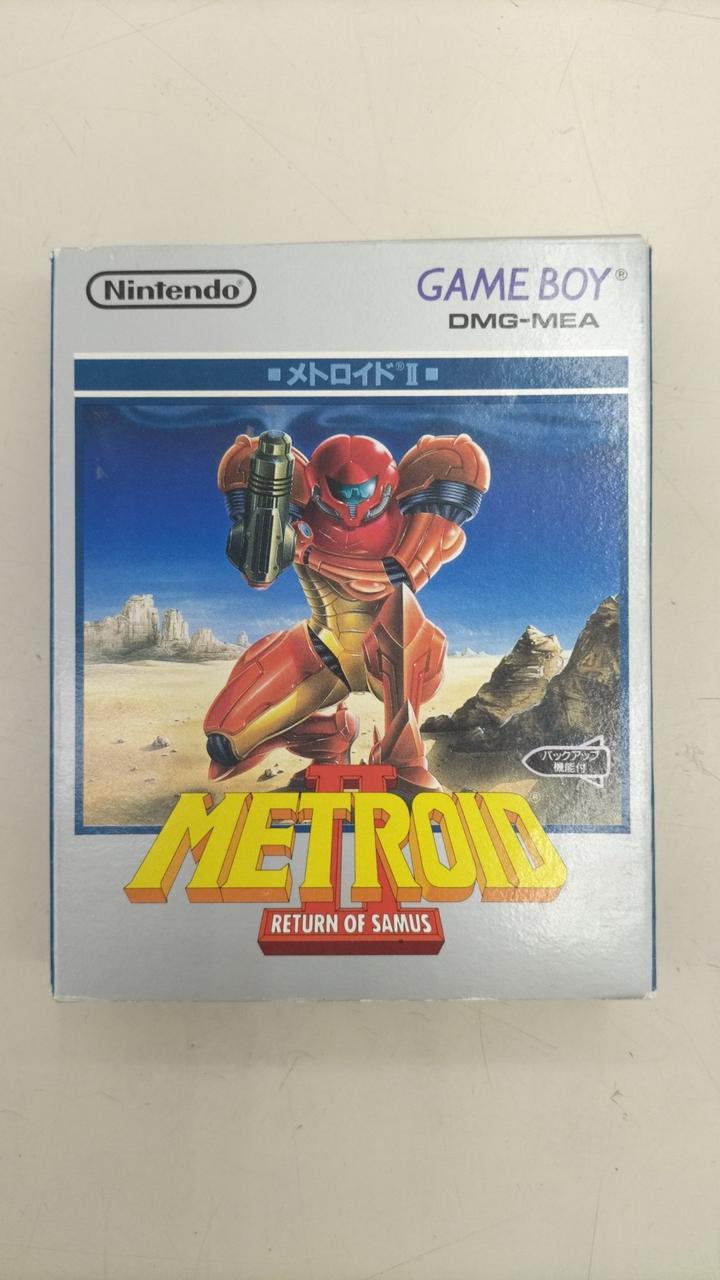 Nintendo®
GAME BOY®
DMG-MEA
■メトロイド®II■
バックアップ
機能付
II
METROID®
RETURN OF SAMUS